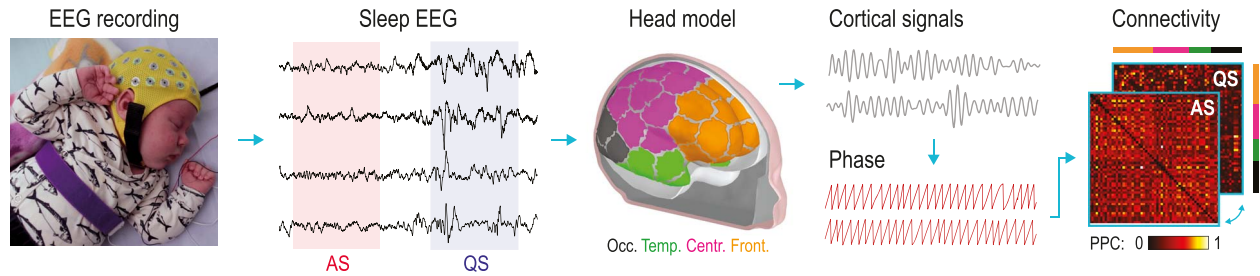 EEG recording
Sleep EEG
AS
QS
Head model
Occ. Temp. Centr. Front.
Cortical signals
Phase
Connectivity
QS
AS
PPC: 0 1